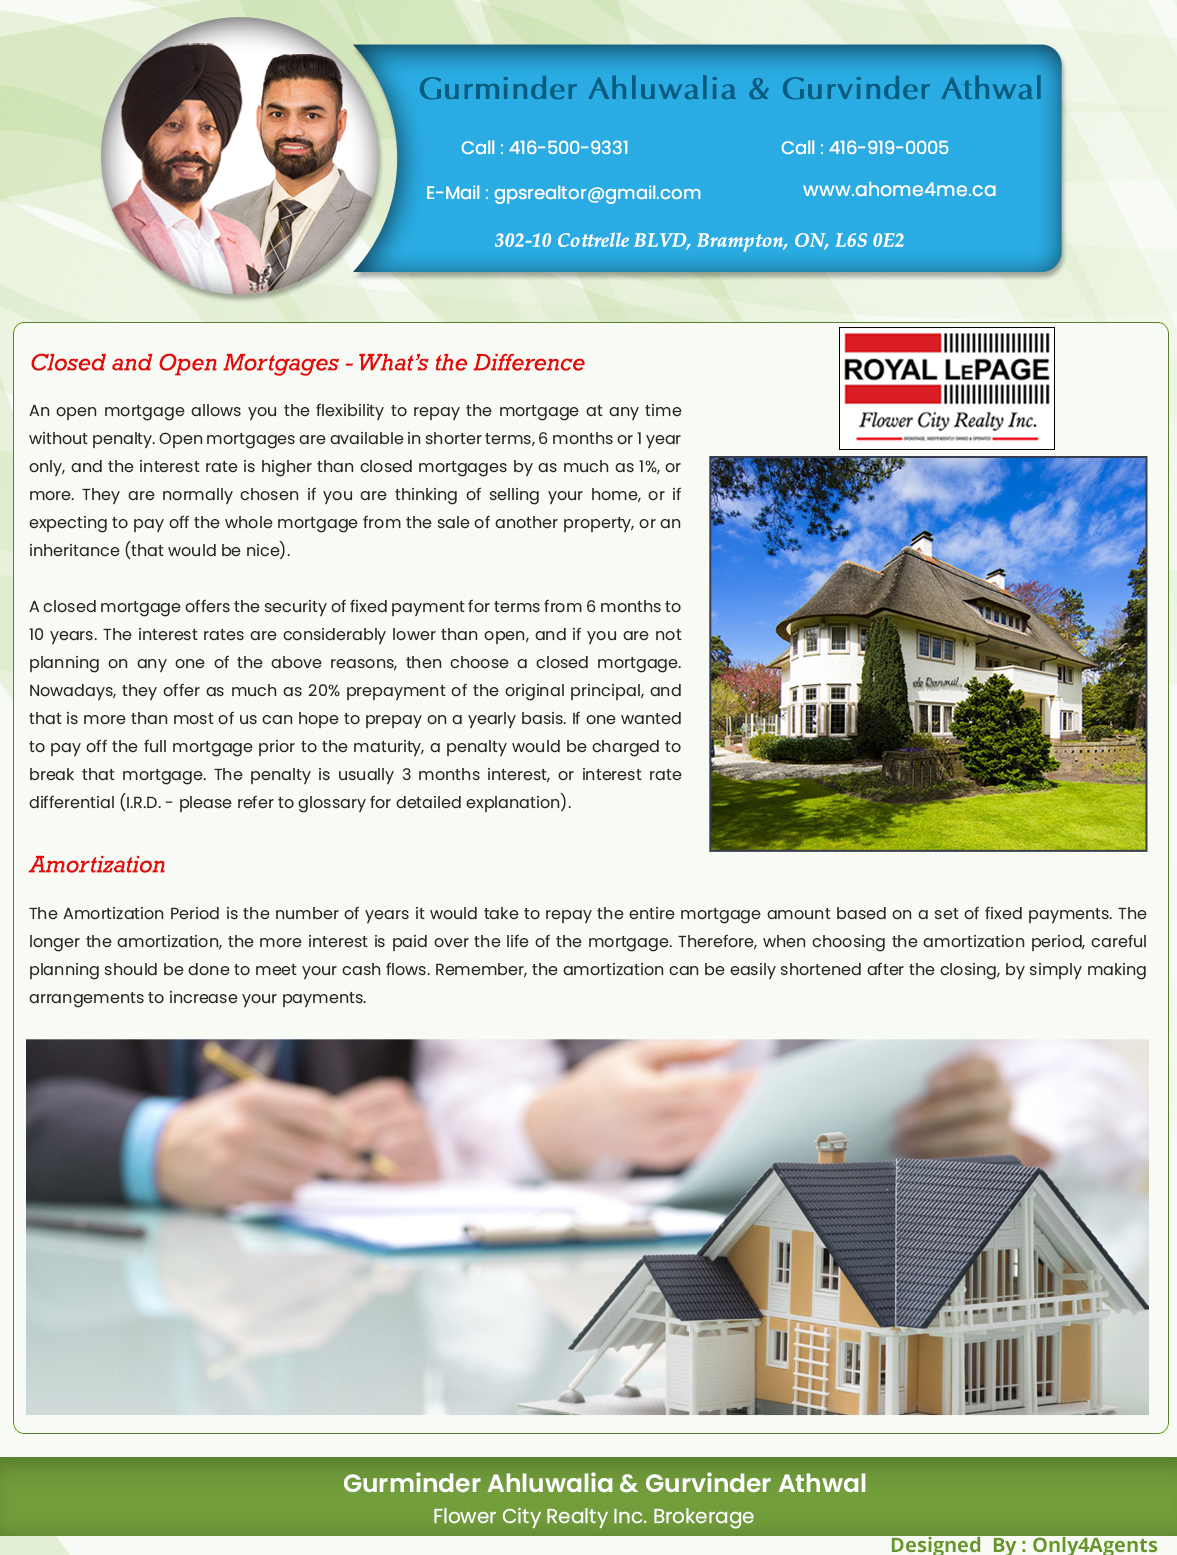 Gurminder Ahluwalia & Gurvinder Athwal
Call : 416-500-9331
Call : 416-919-0005
E-Mail : gpsrealtor@gmail.com
www.ahome4me.ca
302-10 Cottrelle BLVD, Brampton, ON, L6S 0E2
Closed and Open Mortgages - What's the Difference
An open mortgage allows you the flexibility to repay the mortgage at any time
without penalty. Open mortgages are available in shorter terms, 6 months or 1 year
only, and the interest rate is higher than closed mortgages by as much as 1%, or
more. They are normally chosen if you are thinking of selling your home, or if
expecting to pay off the whole mortgage from the sale of another property, or an
inheritance (that would be nice).
A closed mortgage offers the security of fixed payment for terms from 6 months to
10 years. The interest rates are considerably lower than open, and if you are not
planning on any one of the above reasons, then choose a closed mortgage.
Nowadays, they offer as much as 20% prepayment of the original principal, and
that is more than most of us can hope to prepay on a yearly basis. If one wanted
to pay off the full mortgage prior to the maturity, a penalty would be charged to
break that mortgage. The penalty is usually 3 months interest, or interest rate
differential (I.R.D. - please refer to glossary for detailed explanation).
ROYAL LEPAGE
Flower City Realty Inc.
BROKERAGE, INDEPENDENTLY OWNED & OPERATED
Amortization
The Amortization Period is the number of years it would take to repay the entire mortgage amount based on a set of fixed payments. The
longer the amortization, the more interest is paid over the life of the mortgage. Therefore, when choosing the amortization period, careful
planning should be done to meet your cash flows. Remember, the amortization can be easily shortened after the closing, by simply making
arrangements to increase your payments.
Gurminder Ahluwalia & Gurvinder Athwal
Flower City Realty Inc. Brokerage
Designed By : Only4Agents